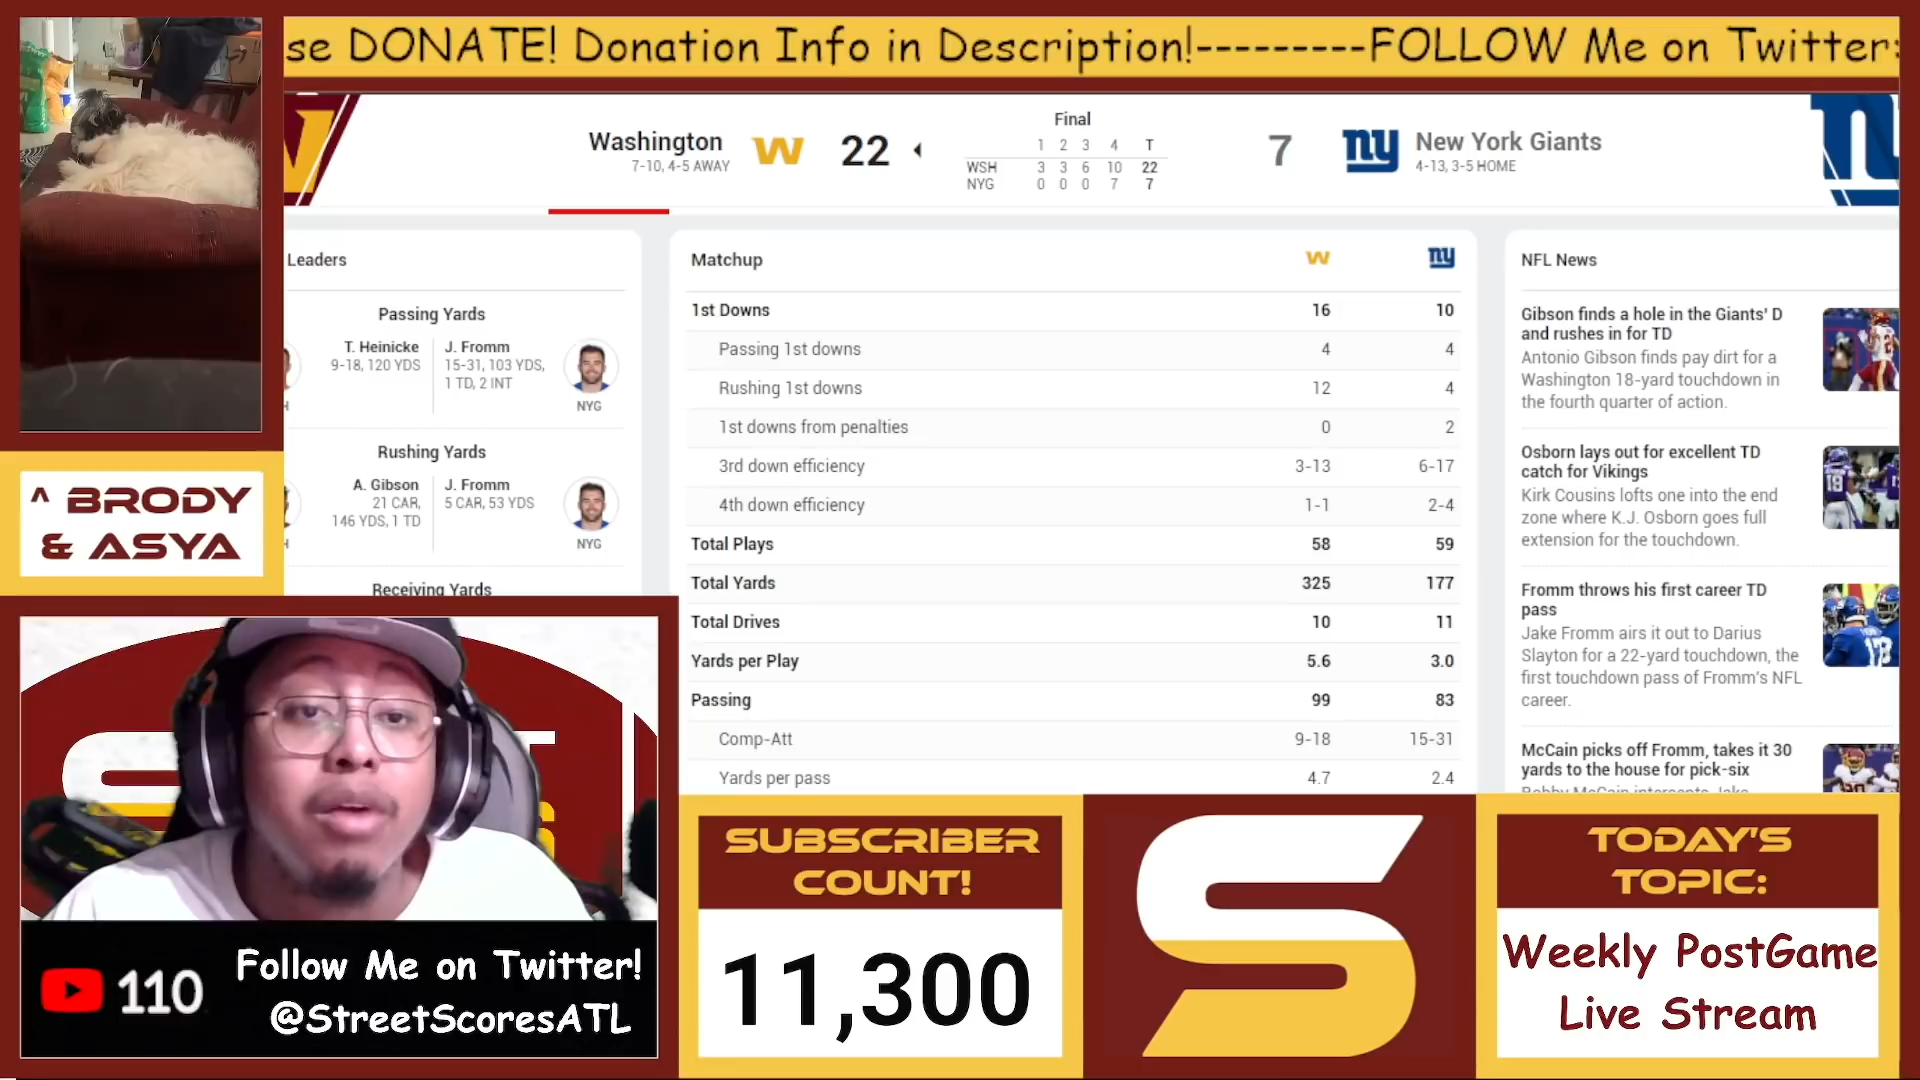 se DONATE! Donation Info in Description!---------FOLLOW Me on Twitter:
Final
Washington
7-10, 4-5 AWAY
W
22
1 2 3 4 T
WSH 3 3 6 10 22
NYG 0 0 0 7 7
7
ny
New York Giants
4-13, 3-5 HOME
Leaders
Passing Yards
T. Heinicke
9-18, 120 YDS
J. Fromm
15-31, 103 YDS,
1 TD, 2 INT
NYG
Rushing Yards
A. Gibson
21 CAR,
146 YDS, 1 TD
J. Fromm
5 CAR, 53 YDS
NYG
Receiving Yards
Matchup W ny
1st Downs 16 10
Passing 1st downs 4 4
Rushing 1st downs 12 4
1st downs from penalties 0 2
3rd down efficiency 3-13 6-17
4th down efficiency 1-1 2-4
Total Plays 58 59
Total Yards 325 177
Total Drives 10 11
Yards per Play 5.6 3.0
Passing 99 83
Comp-Att 9-18 15-31
Yards per pass 4.7 2.4
NFL News
Gibson finds a hole in the Giants' D
and rushes in for TD
Antonio Gibson finds pay dirt for a
Washington 18-yard touchdown in
the fourth quarter of action.
Osborn lays out for excellent TD
catch for Vikings
Kirk Cousins lofts one into the end
zone where K.J. Osborn goes full
extension for the touchdown.
Fromm throws his first career TD
pass
Jake Fromm airs it out to Darius
Slayton for a 22-yard touchdown, the
first touchdown pass of Fromm's NFL
career.
McCain picks off Fromm, takes it 30
yards to the house for pick-six
Bobby McCain intercepts Jake
^ BRODY
& ASYA
110
Follow Me on Twitter!
@StreetScoresATL
SUBSCRIBER
COUNT!
11,300
S
TODAY'S
TOPIC:
Weekly PostGame
Live Stream